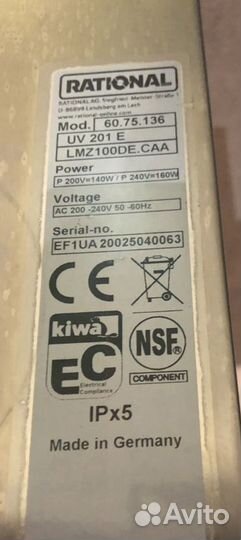 RATIONAL
RATIONAL AG, Siegfried-Meister-Straße 1
D-86899 Landsberg am Lech
www.rational-online.com
Mod. 60.75.136
UV 201 E
LMZ100DE.CAA
Power
P 200V=140W / P 240V=160W
Voltage
AC 200 -240V 50 -60Hz
Serial-no.
EF1UA 20025040063
CE
kiwa
NSF®
EC
Electrical
Compliance
COMPONENT
IPx5
Made in Germany
Avito